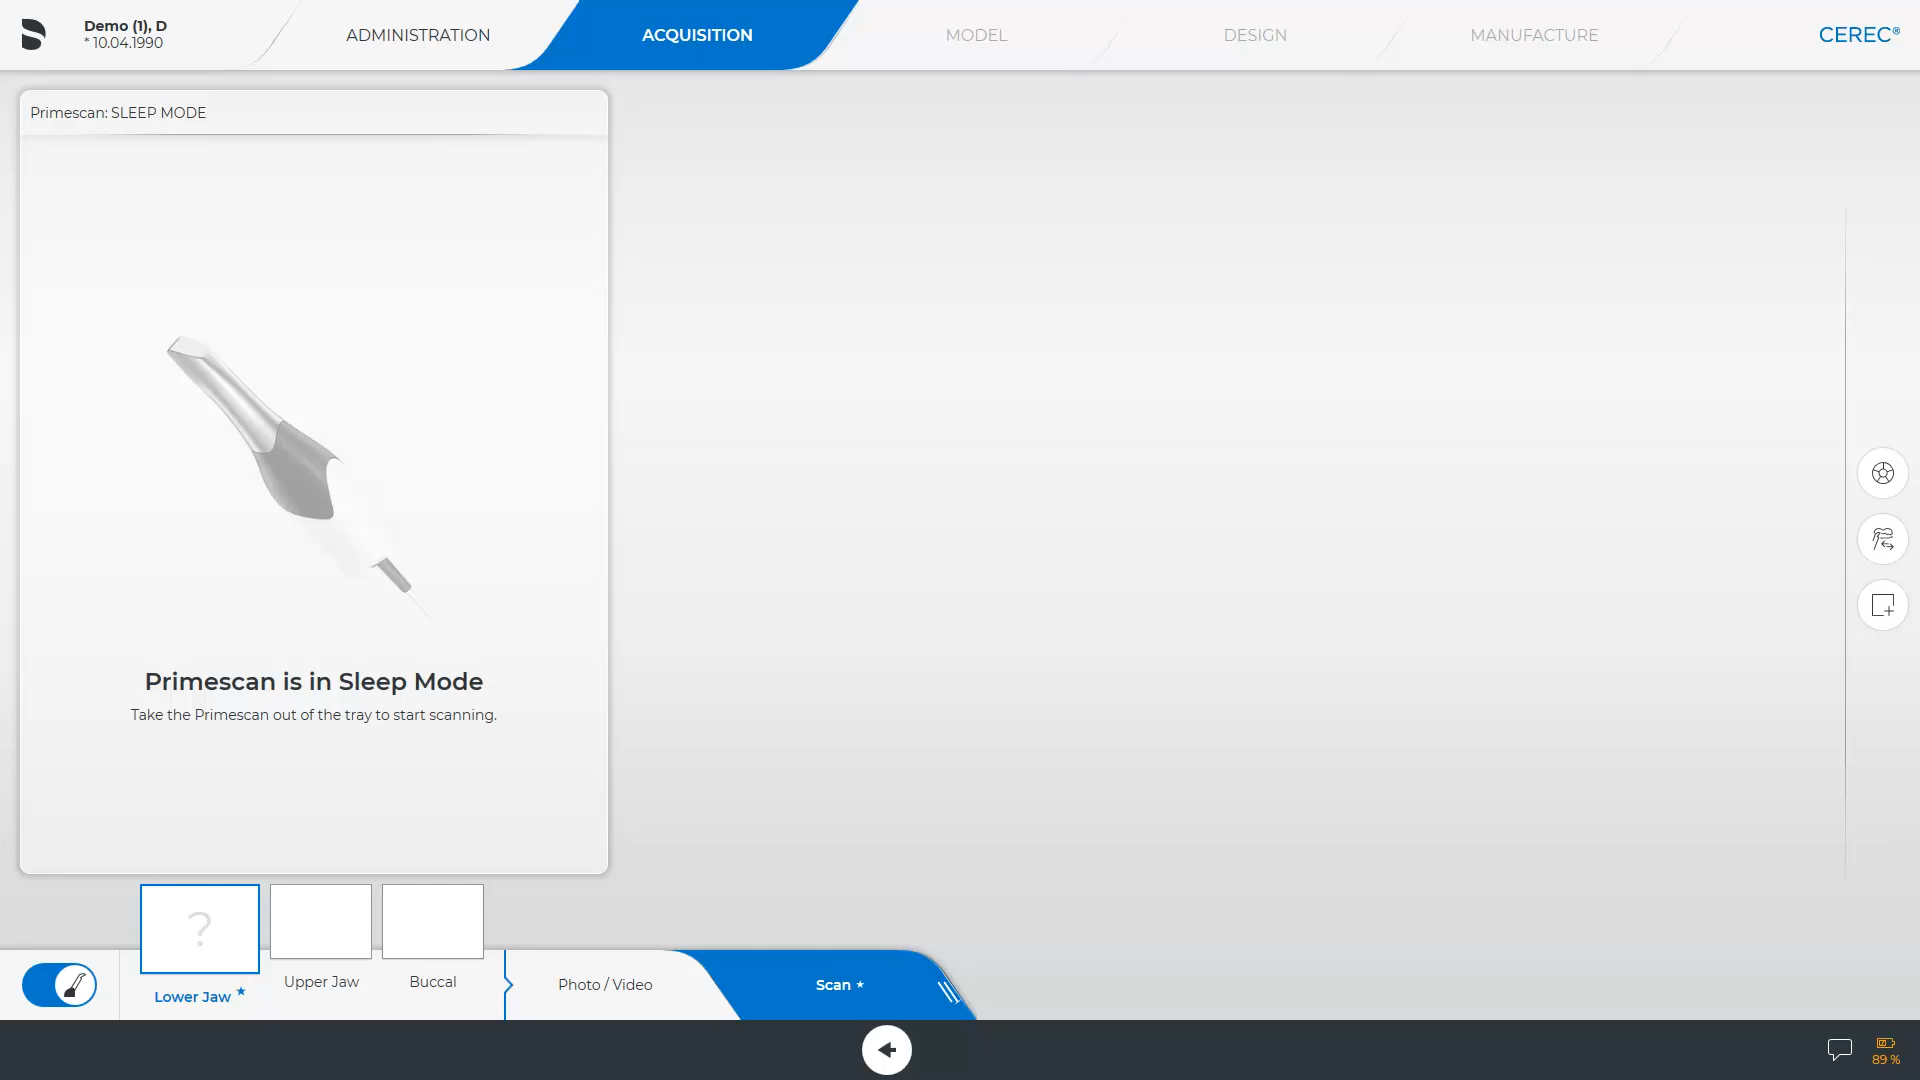 Demo (1), D
* 10.04.1990
ADMINISTRATION
ACQUISITION
MODEL
DESIGN
MANUFACTURE
CEREC®
Primescan: SLEEP MODE
Primescan is in Sleep Mode
Take the Primescan out of the tray to start scanning.
?
Lower Jaw ★
Upper Jaw
Buccal
Photo / Video
Scan ★
89 %